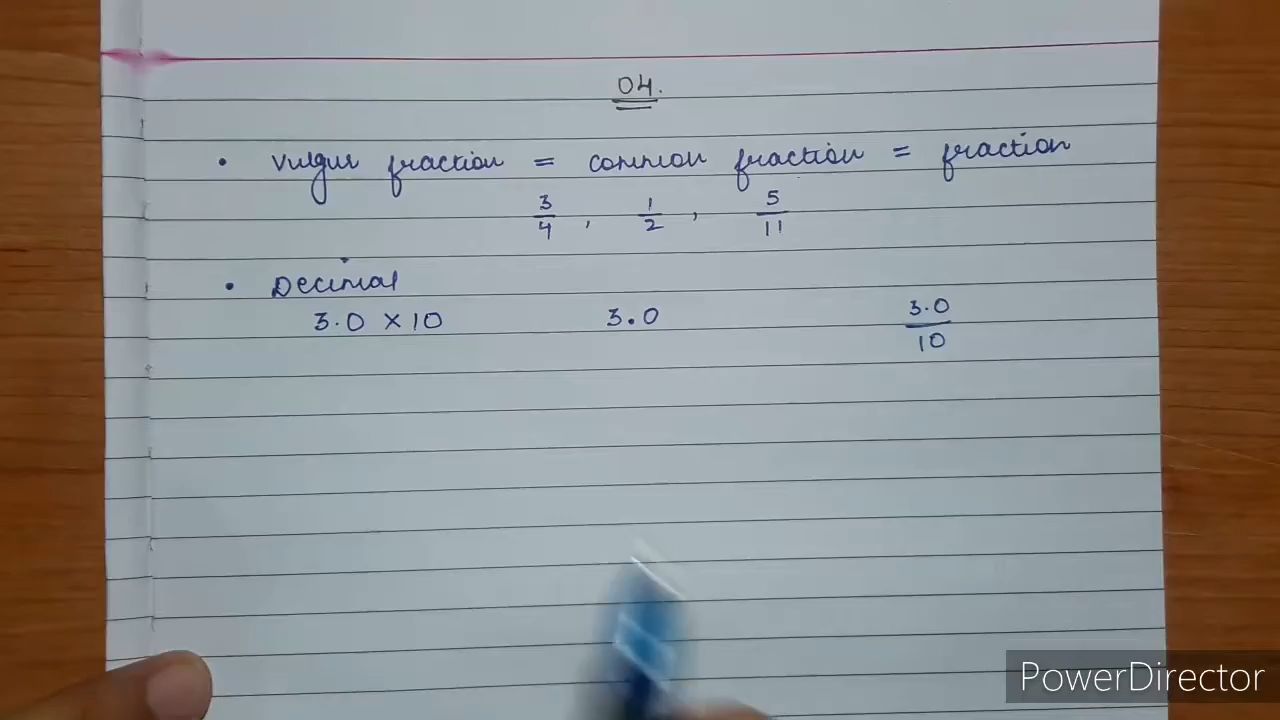 04.
• Vulgur fraction = common fraction = fraction
3/4 , 1/2 , 5/11
• Decimal
3.0 × 10 3.0 3.0/10
PowerDirector